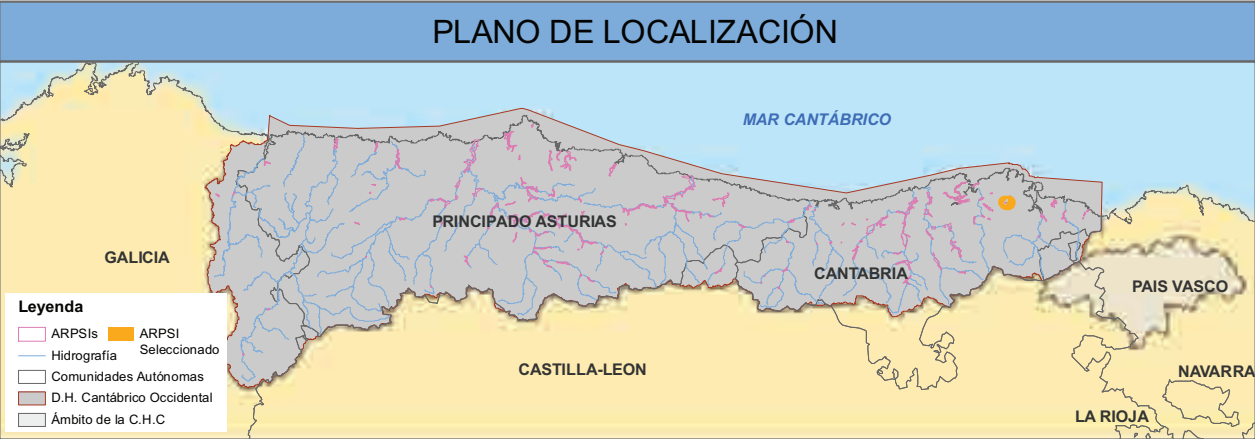 PLANO DE LOCALIZACIÓN
MAR CANTÁBRICO
PRINCIPADO ASTURIAS
GALICIA
CANTABRIA
PAIS VASCO
CASTILLA-LEON
NAVARRA
LA RIOJA
Leyenda
ARPSIs
ARPSI
Seleccionado
Hidrografía
Comunidades Autónomas
D.H. Cantábrico Occidental
Ámbito de la C.H.C